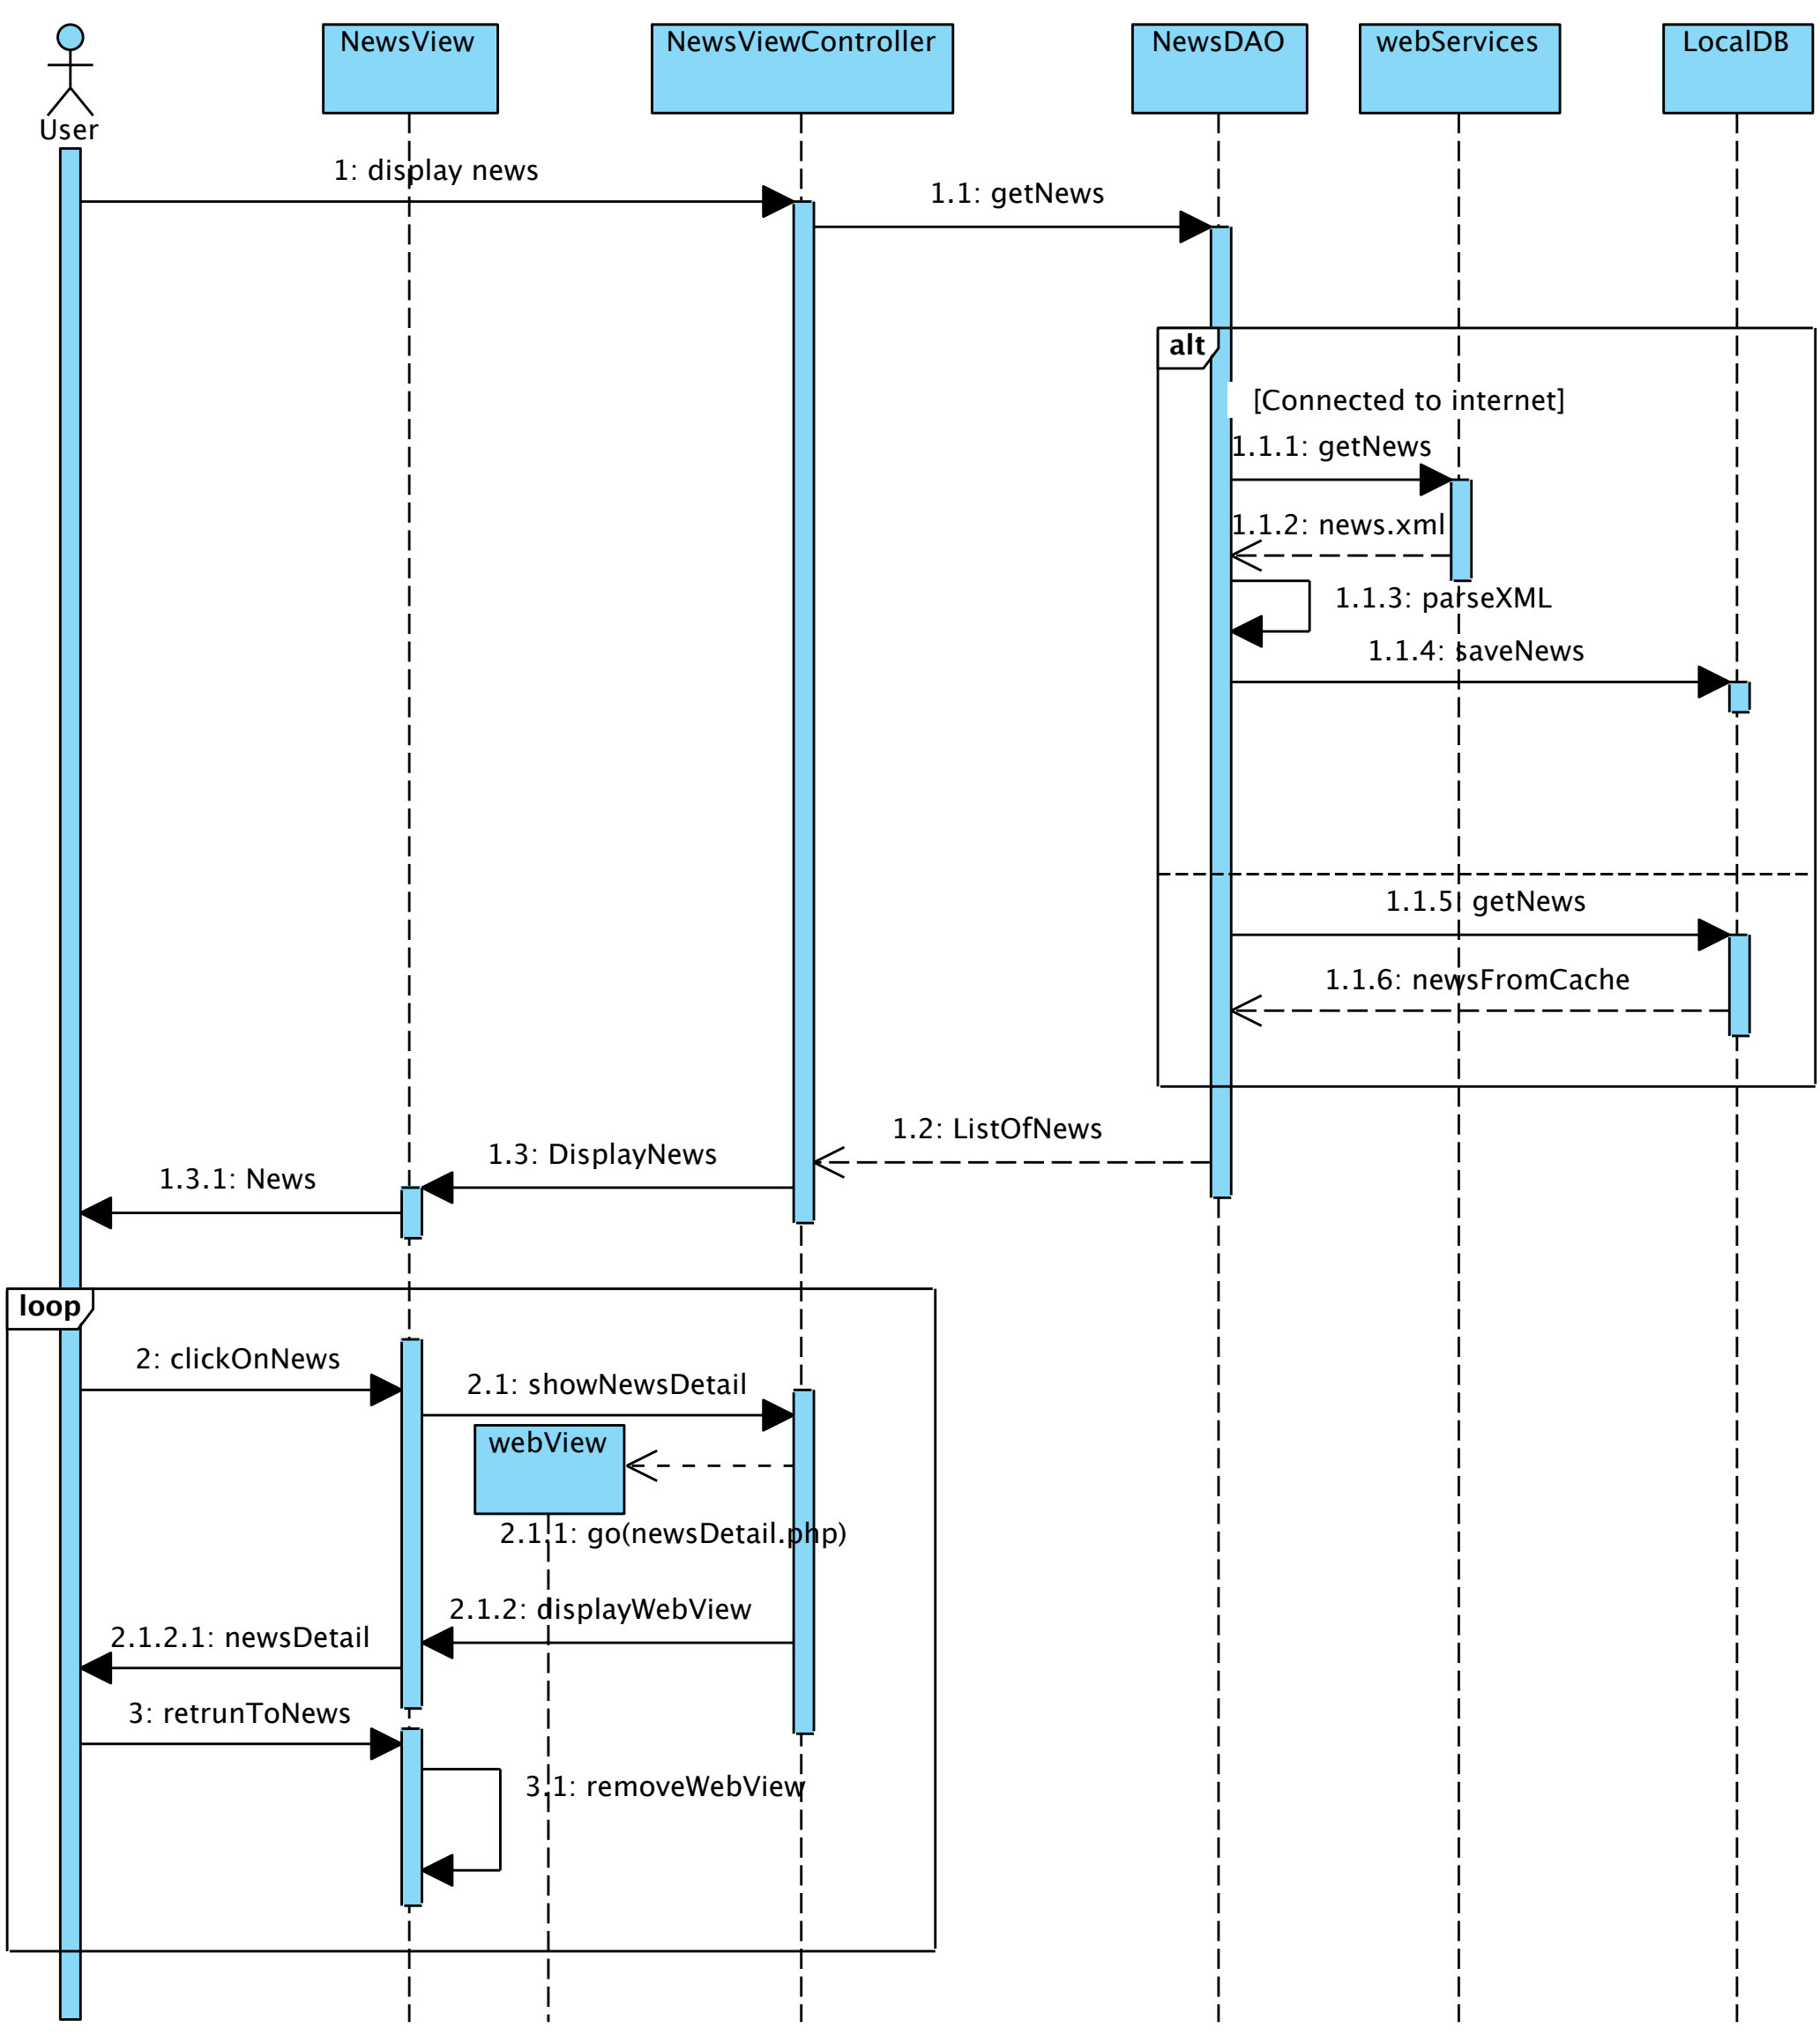 NewsView
NewsViewController
NewsDAO
webServices
LocalDB
User
1: display news
1.1: getNews
alt
[Connected to internet]
1.1.1: getNews
1.1.2: news.xml
1.1.3: parseXML
1.1.4: saveNews
1.1.5: getNews
1.1.6: newsFromCache
1.2: ListOfNews
1.3: DisplayNews
1.3.1: News
loop
2: clickOnNews
2.1: showNewsDetail
webView
2.1.1: go(newsDetail.php)
2.1.2: displayWebView
2.1.2.1: newsDetail
3: retrunToNews
3.1: removeWebView